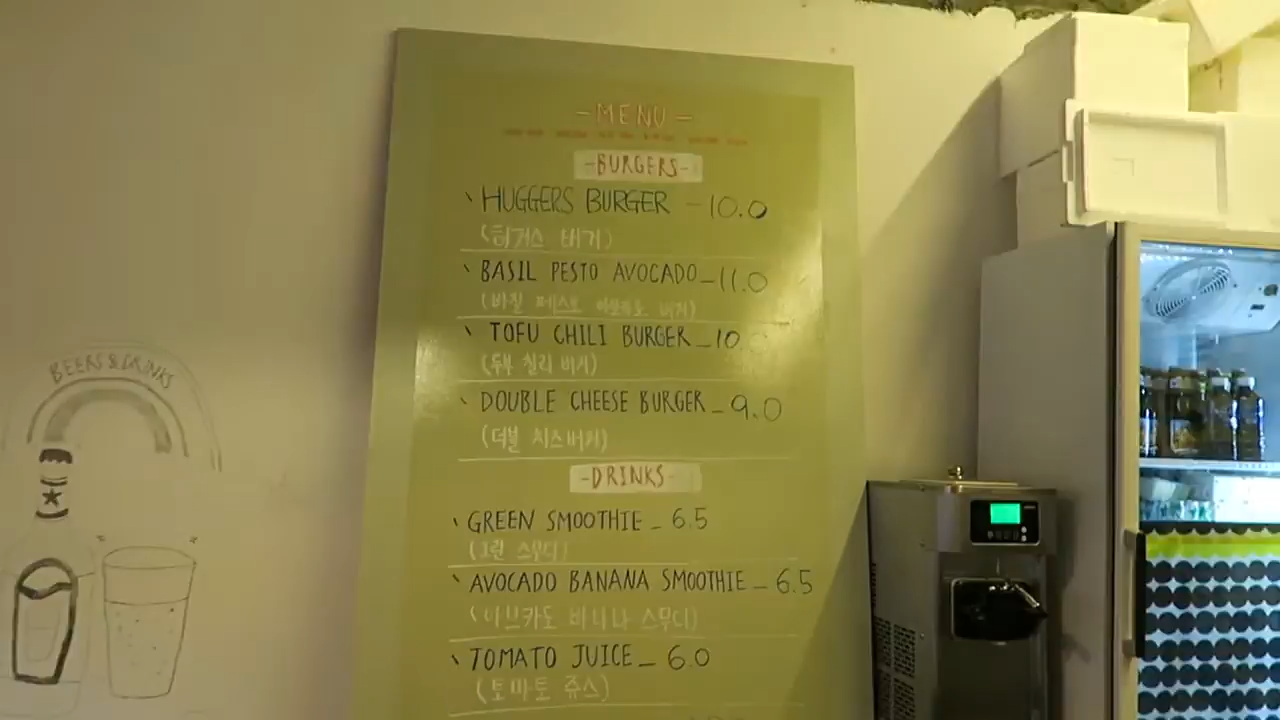 -MENU-
-BURGERS-
HUGGERS BURGER -10.0
(허거스 버거)
BASIL PESTO AVOCADO-11.0
(바질 페스토 아보카도 버거)
TOFU CHILI BURGER-10
(두부 칠리 버거)
DOUBLE CHEESE BURGER-9.0
(더블 치즈버거)
-DRINKS-
GREEN SMOOTHIE-6.5
(그린 스무디)
AVOCADO BANANA SMOOTHIE-6.5
(아보카도 바나나 스무디)
TOMATO JUICE-6.0
(토마토 쥬스)
BEERS & DRINKS